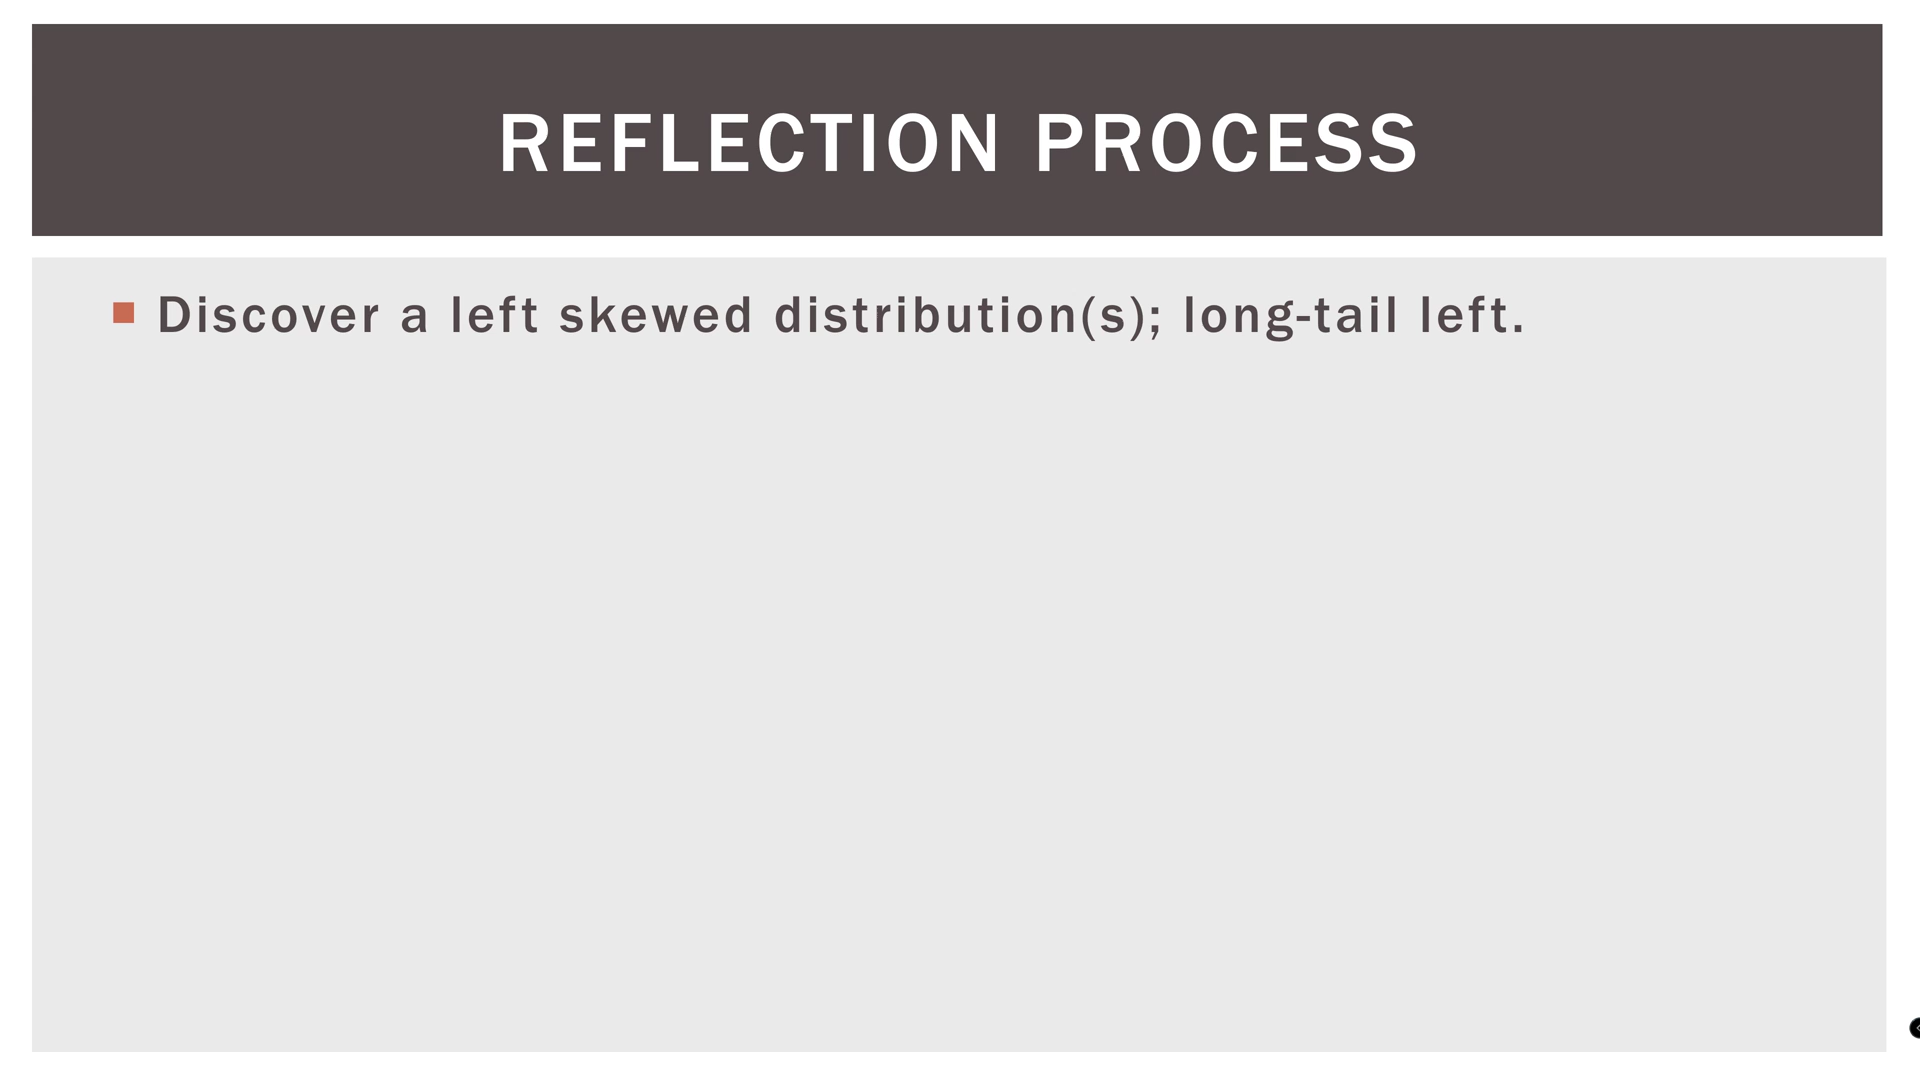 REFLECTION PROCESS
Discover a left skewed distribution(s); long-tail left.